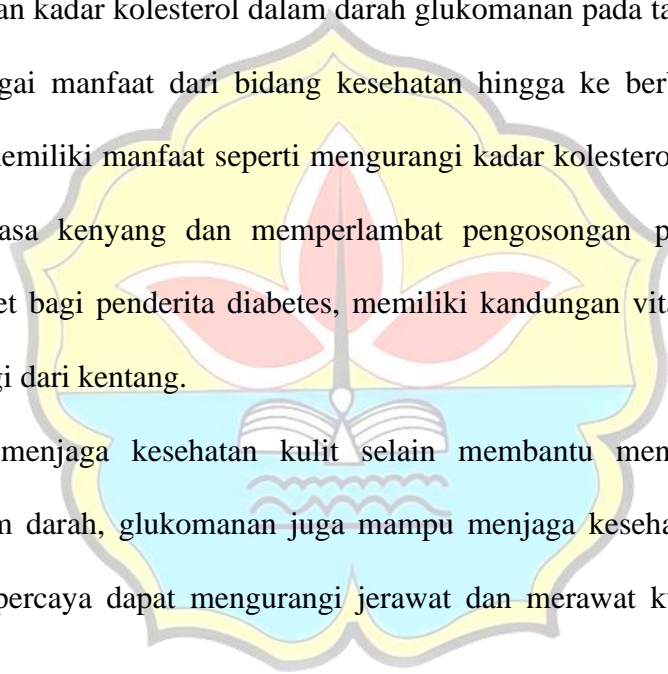 an kadar kolesterol dalam darah glukomanan pada ta
gai manfaat dari bidang kesehatan hingga ke ber
emiliki manfaat seperti mengurangi kadar kolestero
asa kenyang dan memperlambat pengosongan p
et bagi penderita diabetes, memiliki kandungan vita
gi dari kentang.
menjaga kesehatan kulit selain membantu men
m darah, glukomanan juga mampu menjaga keseha
percaya dapat mengurangi jerawat dan merawat k